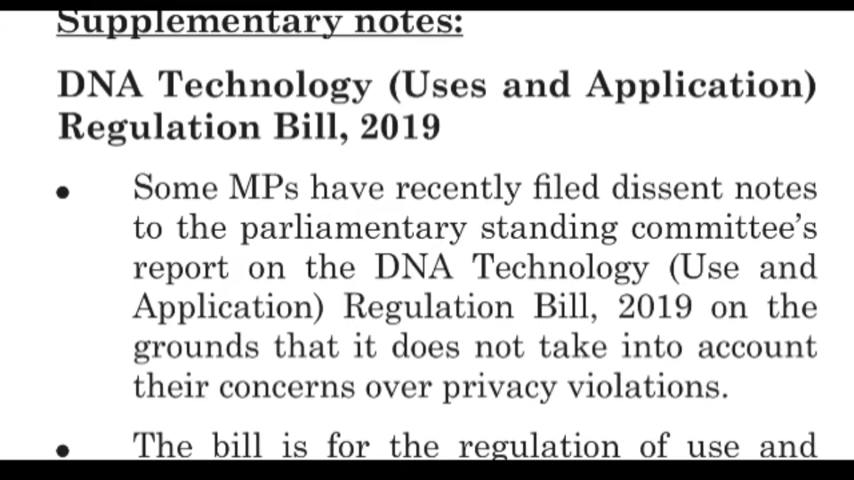 Supplementary notes:
DNA Technology (Uses and Application)
Regulation Bill, 2019
• Some MPs have recently filed dissent notes
to the parliamentary standing committee's
report on the DNA Technology (Use and
Application) Regulation Bill, 2019 on the
grounds that it does not take into account
their concerns over privacy violations.
• The bill is for the regulation of use and